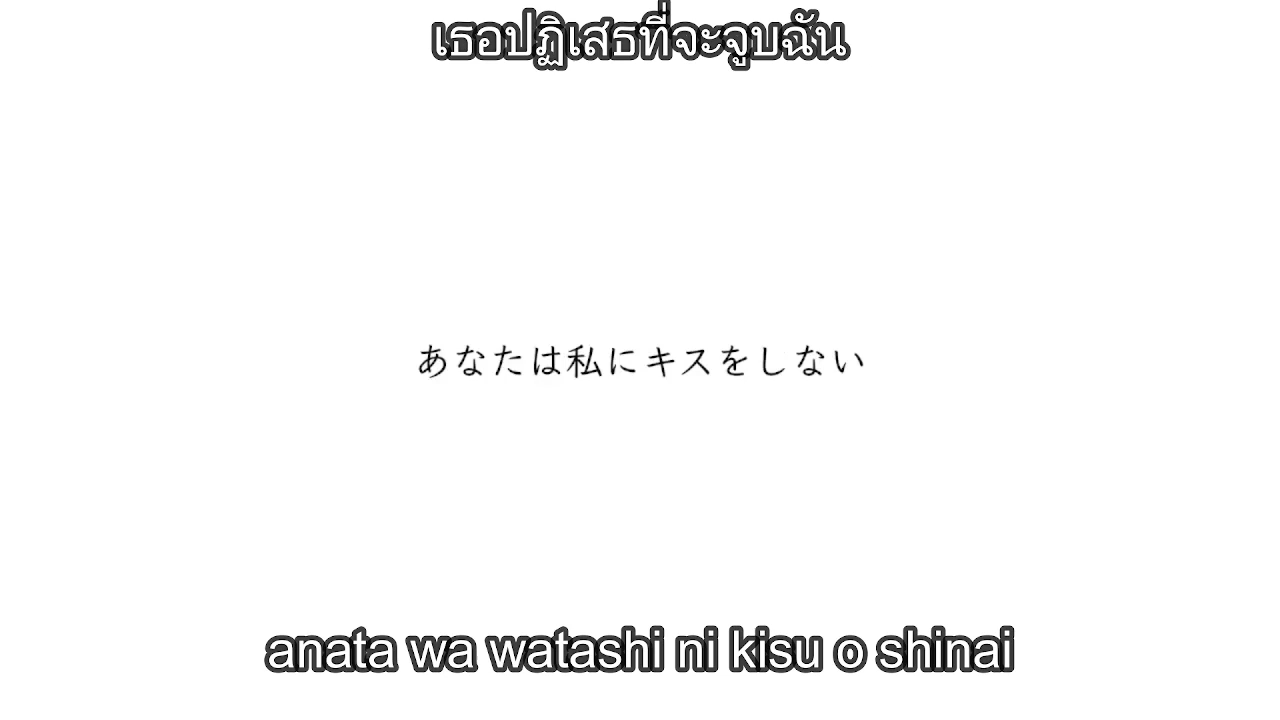 เธอปฏิเสธที่จะจูบฉัน
あなたは私にキスをしない
anata wa watashi ni kisu o shinai